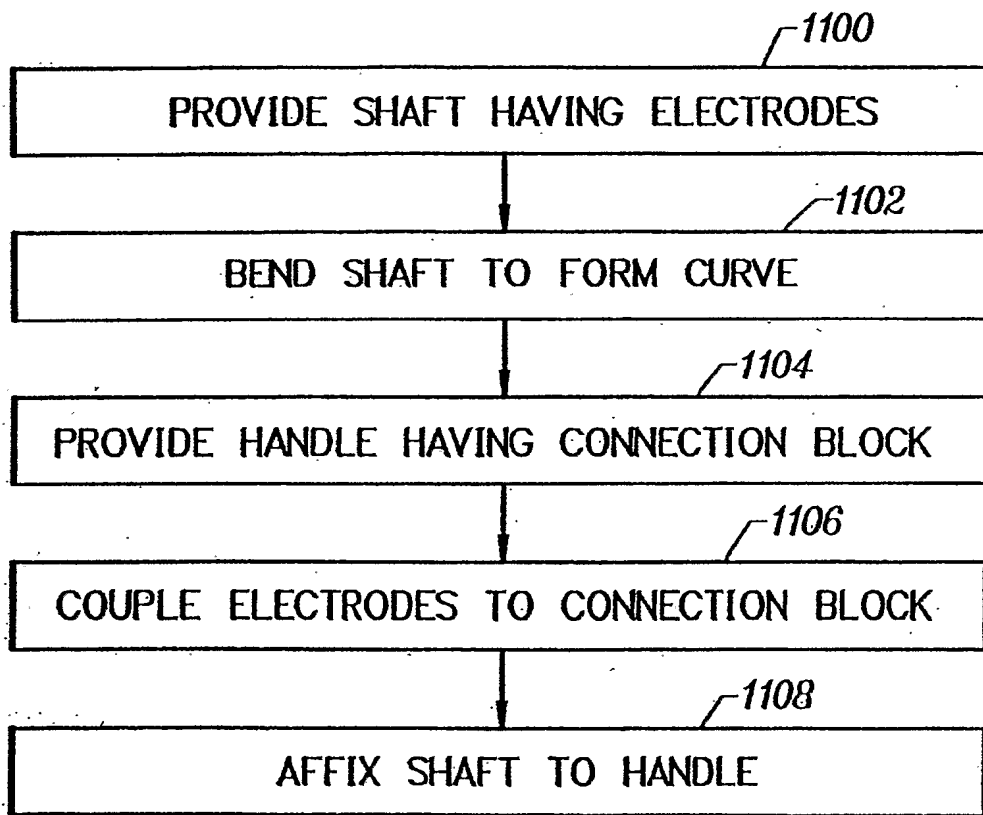 1100
PROVIDE SHAFT HAVING ELECTRODES
1102
BEND SHAFT TO FORM CURVE
1104
PROVIDE HANDLE HAVING CONNECTION BLOCK
1106
COUPLE ELECTRODES TO CONNECTION BLOCK
1108
AFFIX SHAFT TO HANDLE